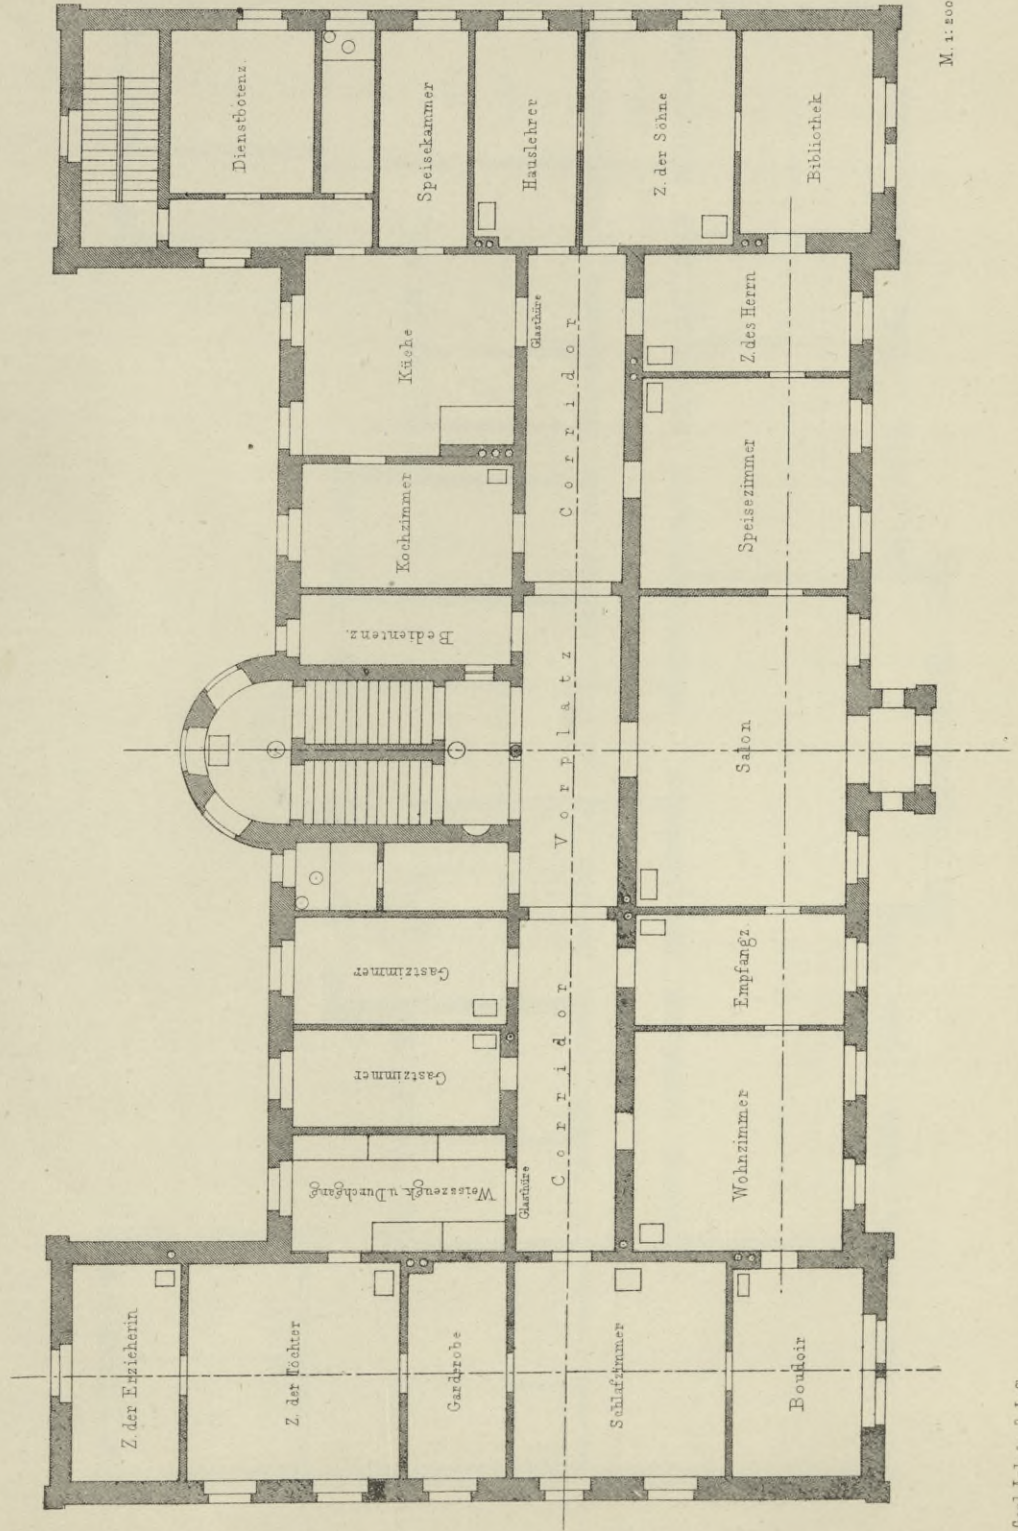 M. 1: 200
Dienstbotenz.
Speisekammer
Hauslehrer
Z. der Söhne
Bibliothek
Küche
Glasthüre
Corridor
Z. des Herrn
Kochzimmer
Speisezimmer
Bedientenz.
Vorplatz
Salon
Gastzimmer
Empfangz.
Gastzimmer
Corridor
Wohnzimmer
Weisszeugk. u. Durchgang
Glasthüre
Z. der Erzieherin
Z. der Töchter
Garderobe
Schlafzimmer
Boudoir